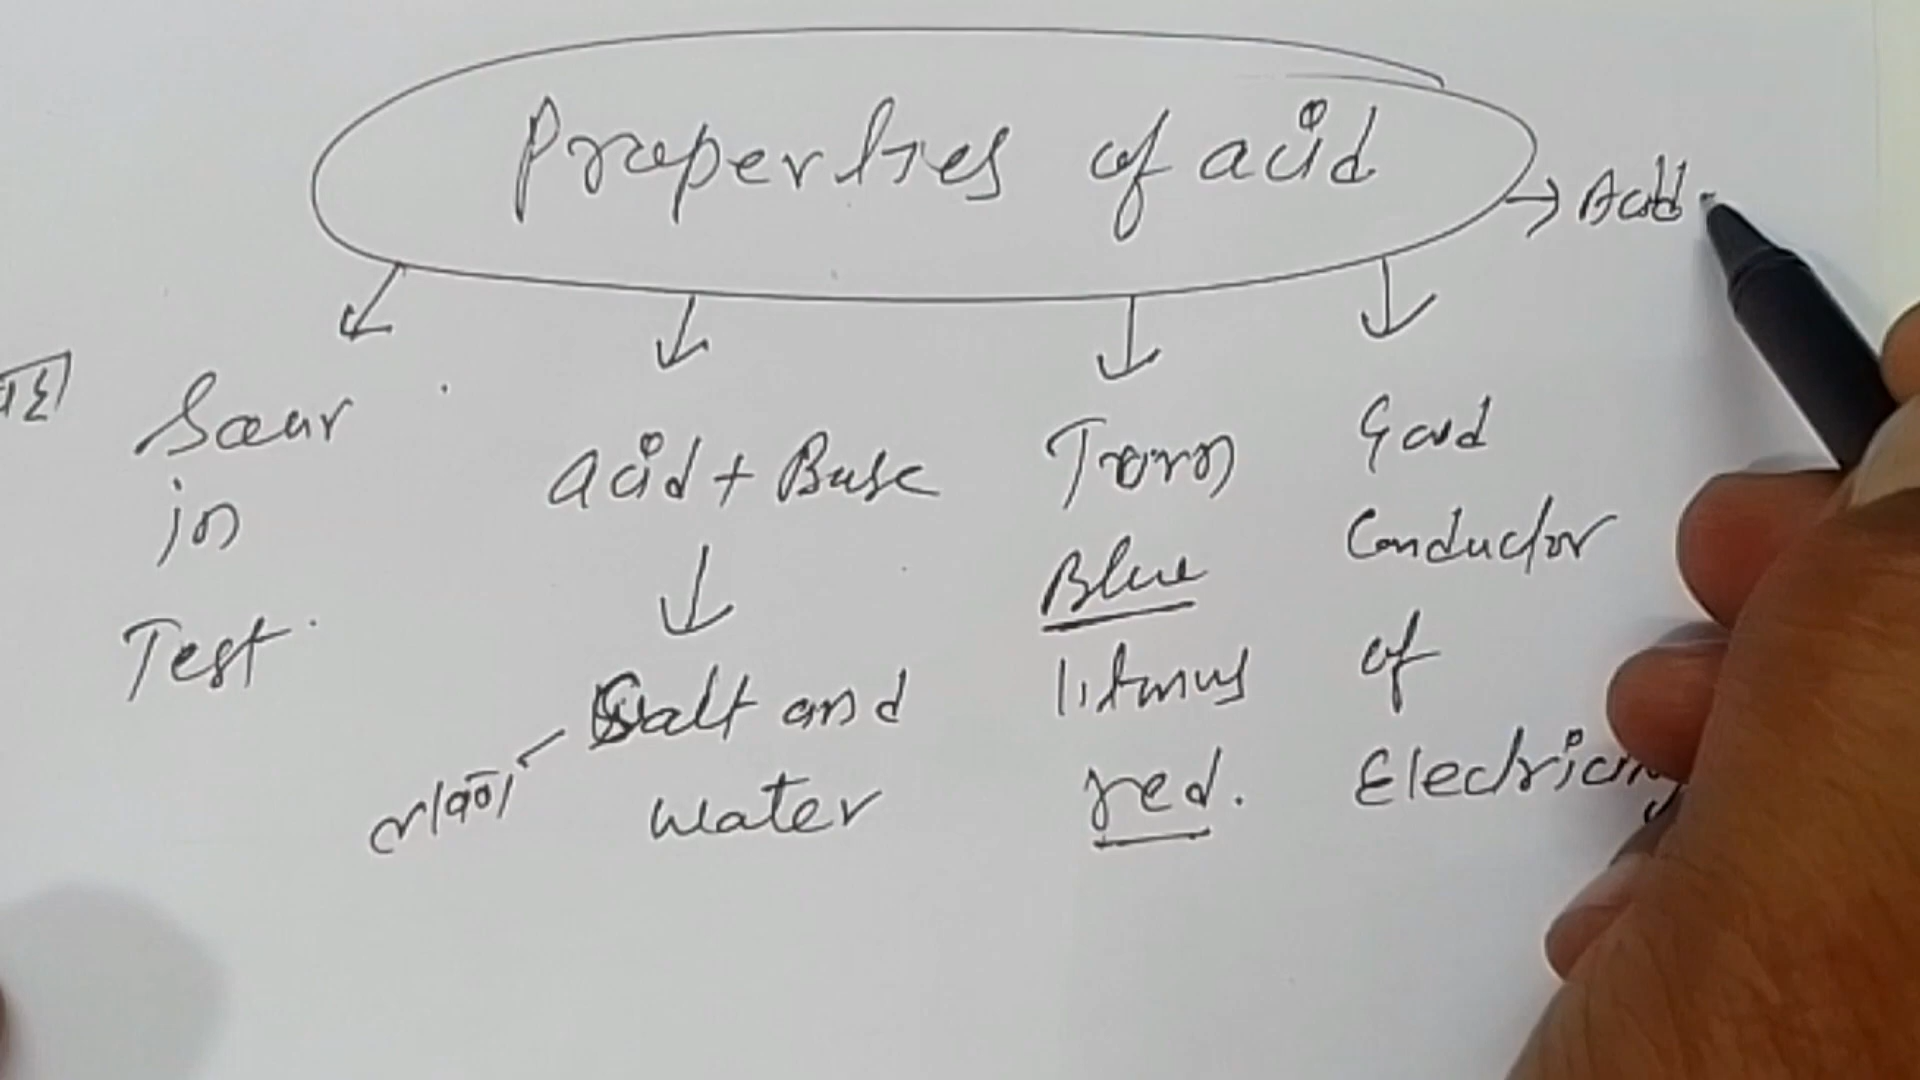 Properties of acid
→ Acid
Sour
in
Test.
acid + Base
↓
Salt and
water
Turn
Blue
litmus
red.
Good
Conductor
of
Electricity